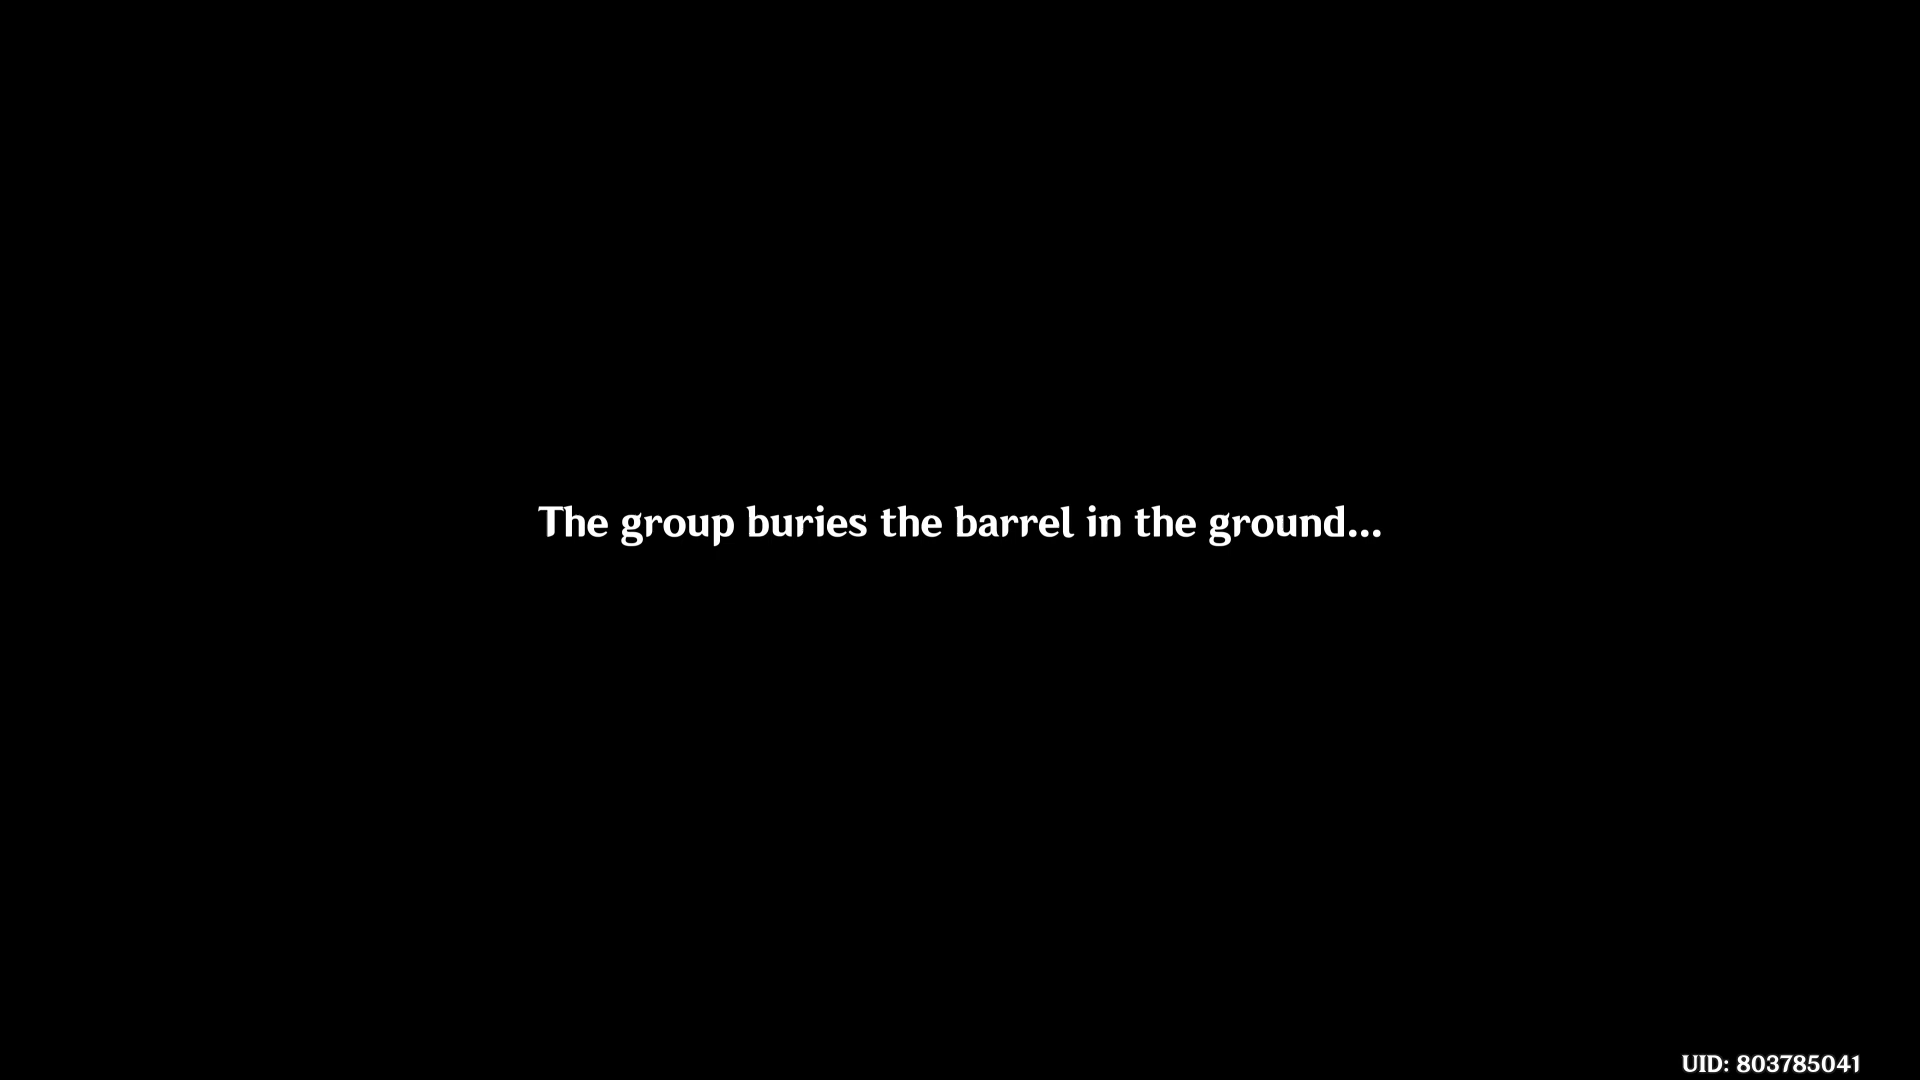 The group buries the barrel in the ground...
UID: 803785041